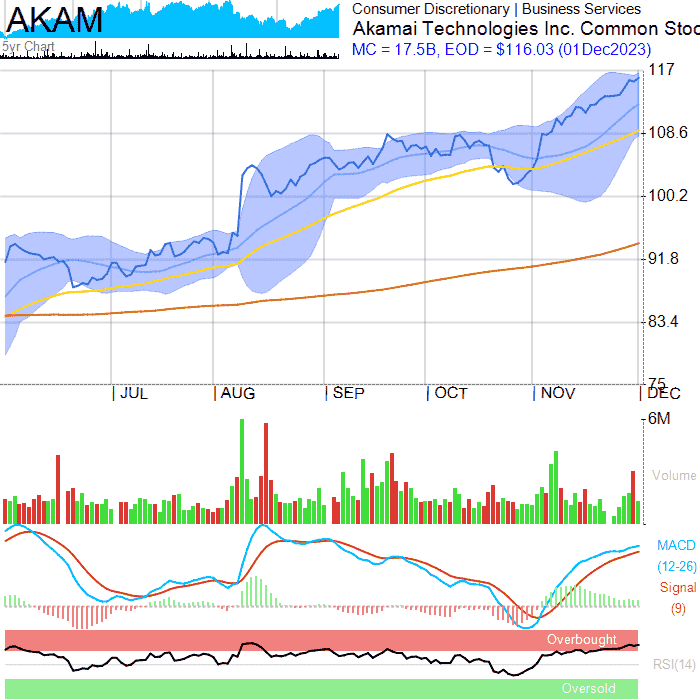 AKAM
5yr Chart
Consumer Discretionary | Business Services
Akamai Technologies Inc. Common Stoc
MC = 17.5B, EOD = $116.03 (01Dec2023)
117
108.6
100.2
91.8
83.4
75
JUL AUG SEP OCT NOV DEC
6M
Volume
MACD
(12-26)
Signal
(9)
Overbought
RSI(14)
Oversold